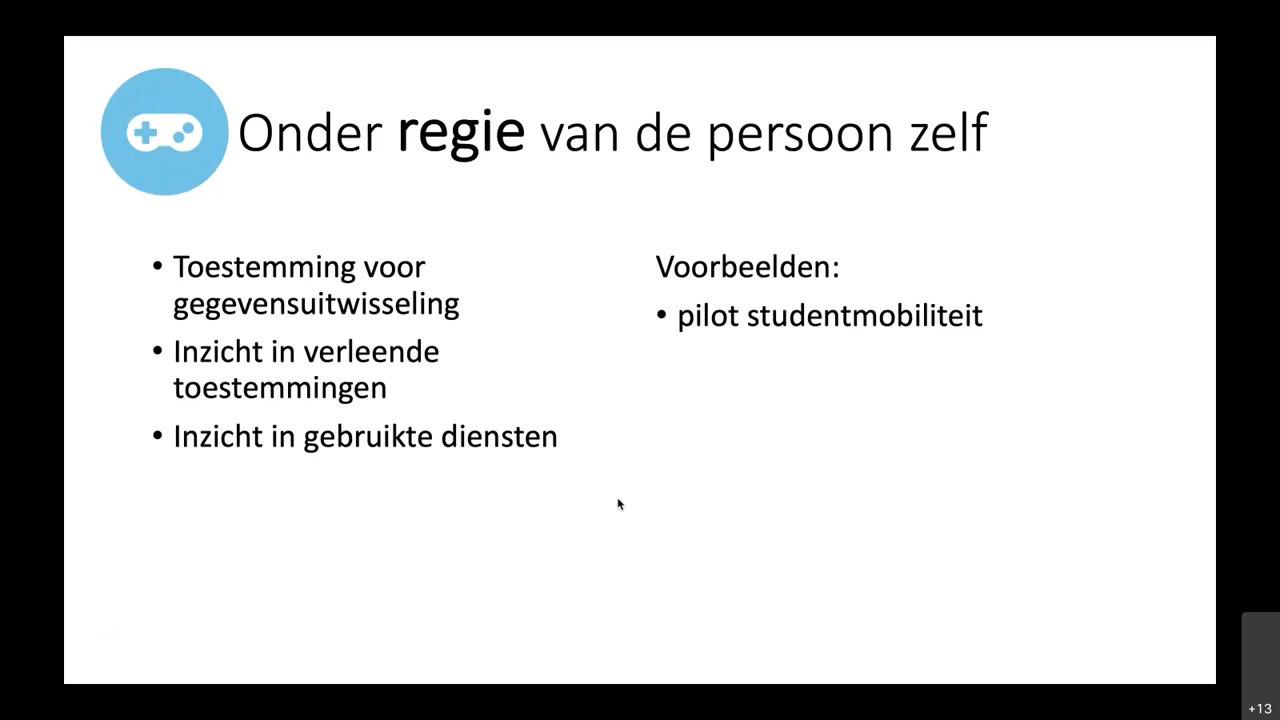 Onder regie van de persoon zelf
• Toestemming voor
gegevensuitwisseling
• Inzicht in verleende
toestemmingen
• Inzicht in gebruikte diensten
Voorbeelden:
• pilot studentmobiliteit
+13